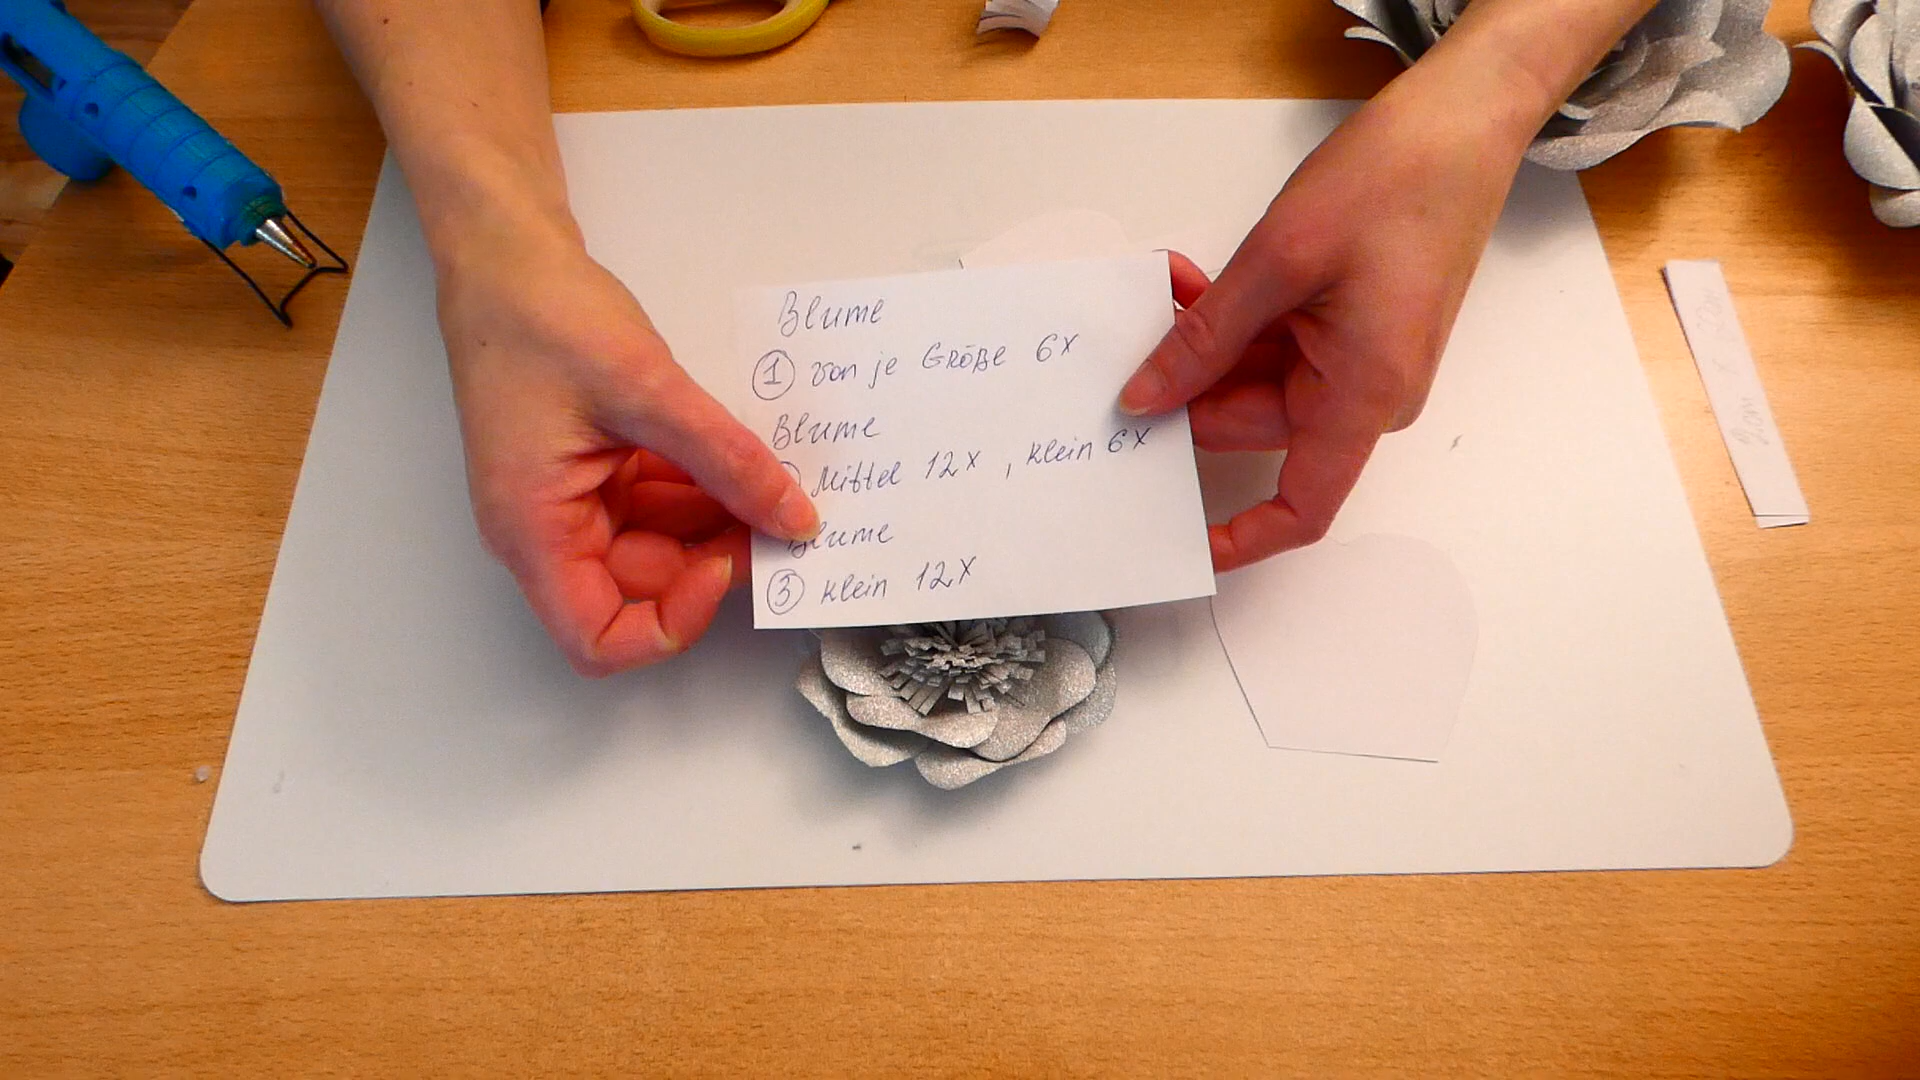 Blume
① von je Größe 6x
Blume
Mittel 12x, klein 6x
Blume
③ klein 12x